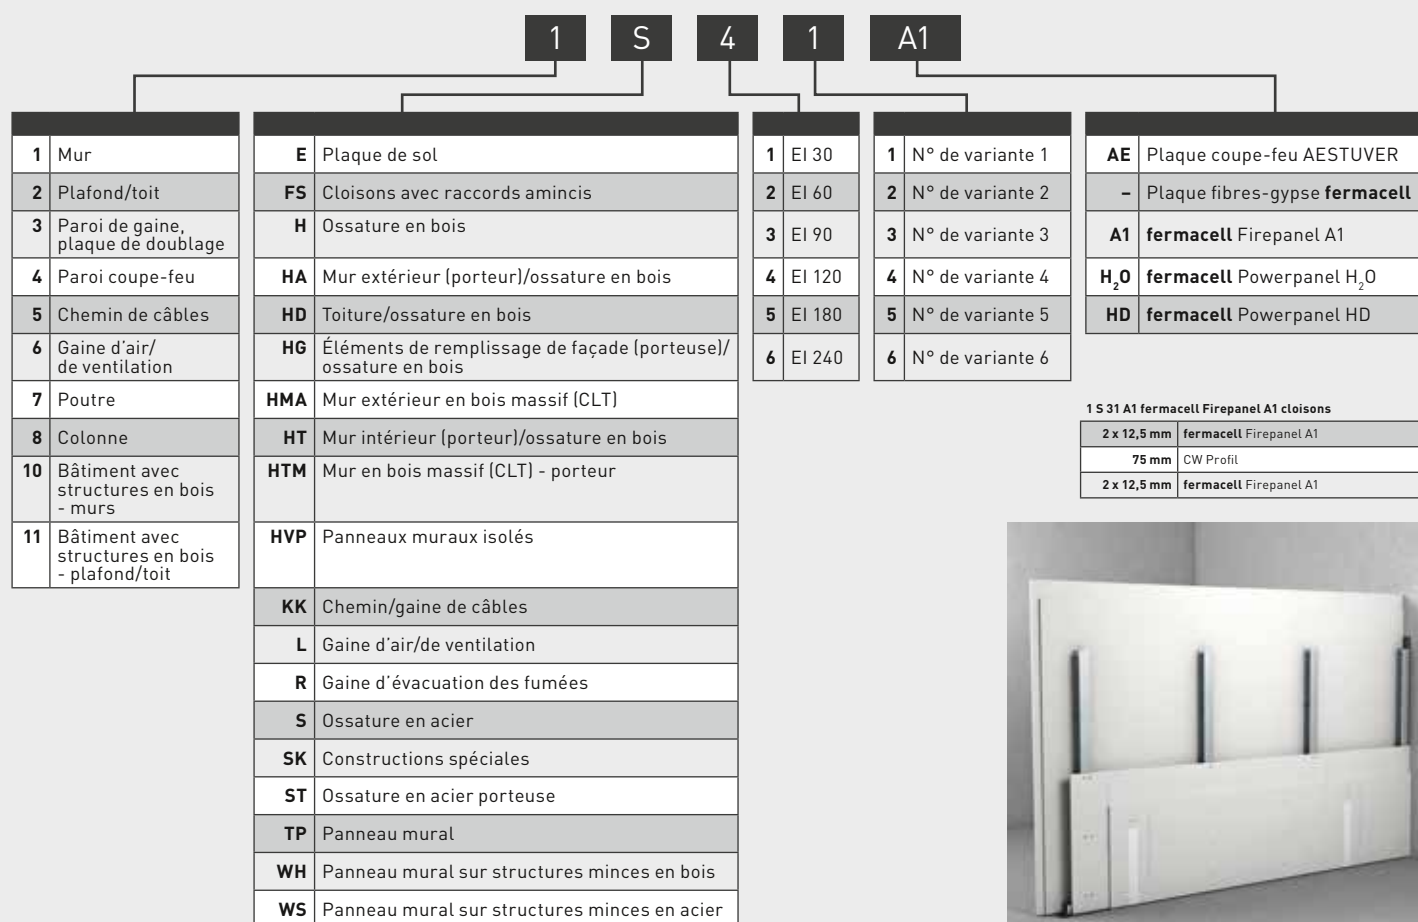 1 S 4 1 A1
1 Mur
2 Plafond/toit
3 Paroi de gaine,
plaque de doublage
4 Paroi coupe-feu
5 Chemin de câbles
6 Gaine d'air/
de ventilation
7 Poutre
8 Colonne
10 Bâtiment avec
structures en bois
- murs
11 Bâtiment avec
structures en bois
- plafond/toit
E Plaque de sol
FS Cloisons avec raccords amincis
H Ossature en bois
HA Mur extérieur (porteur)/ossature en bois
HD Toiture/ossature en bois
HG Éléments de remplissage de façade (porteuse)/
ossature en bois
HMA Mur extérieur en bois massif (CLT)
HT Mur intérieur (porteur)/ossature en bois
HTM Mur en bois massif (CLT) - porteur
HVP Panneaux muraux isolés
KK Chemin/gaine de câbles
L Gaine d'air/de ventilation
R Gaine d'évacuation des fumées
S Ossature en acier
SK Constructions spéciales
ST Ossature en acier porteuse
TP Panneau mural
WH Panneau mural sur structures minces en bois
WS Panneau mural sur structures minces en acier
1 EI 30
2 EI 60
3 EI 90
4 EI 120
5 EI 180
6 EI 240
1 N° de variante 1
2 N° de variante 2
3 N° de variante 3
4 N° de variante 4
5 N° de variante 5
6 N° de variante 6
AE Plaque coupe-feu AESTUVER
– Plaque fibres-gypse fermacell
A1 fermacell Firepanel A1
H₂O fermacell Powerpanel H₂O
HD fermacell Powerpanel HD
1 S 31 A1 fermacell Firepanel A1 cloisons
2 x 12,5 mm fermacell Firepanel A1
75 mm CW Profil
2 x 12,5 mm fermacell Firepanel A1